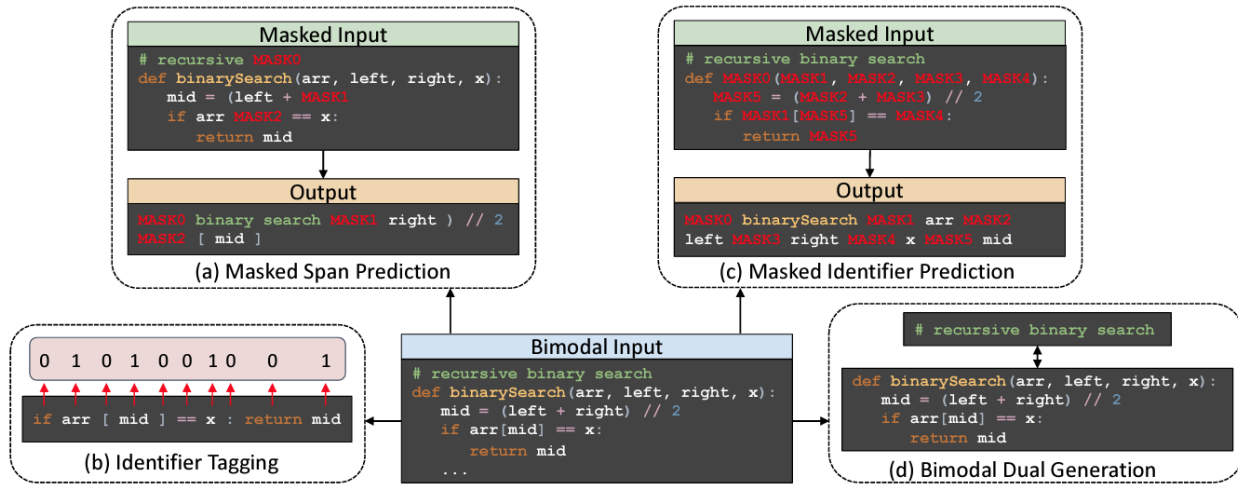 Masked Input
# recursive MASK0
def binarySearch(arr, left, right, x):
mid = (left + MASK1
if arr MASK2 == x:
return mid
Output
MASK0 binary search MASK1 right ) // 2
MASK2 [ mid ]
(a) Masked Span Prediction
Masked Input
# recursive binary search
def MASK0(MASK1, MASK2, MASK3, MASK4):
MASK5 = (MASK2 + MASK3) // 2
if MASK1[MASK5] == MASK4:
return MASK5
Output
MASK0 binarySearch MASK1 arr MASK2
left MASK3 right MASK4 x MASK5 mid
(c) Masked Identifier Prediction
0 1 0 1 0 0 1 0 0 1
if arr [ mid ] == x : return mid
(b) Identifier Tagging
Bimodal Input
# recursive binary search
def binarySearch(arr, left, right, x):
mid = (left + right) // 2
if arr[mid] == x:
return mid
...
# recursive binary search
def binarySearch(arr, left, right, x):
mid = (left + right) // 2
if arr[mid] == x:
return mid
(d) Bimodal Dual Generation